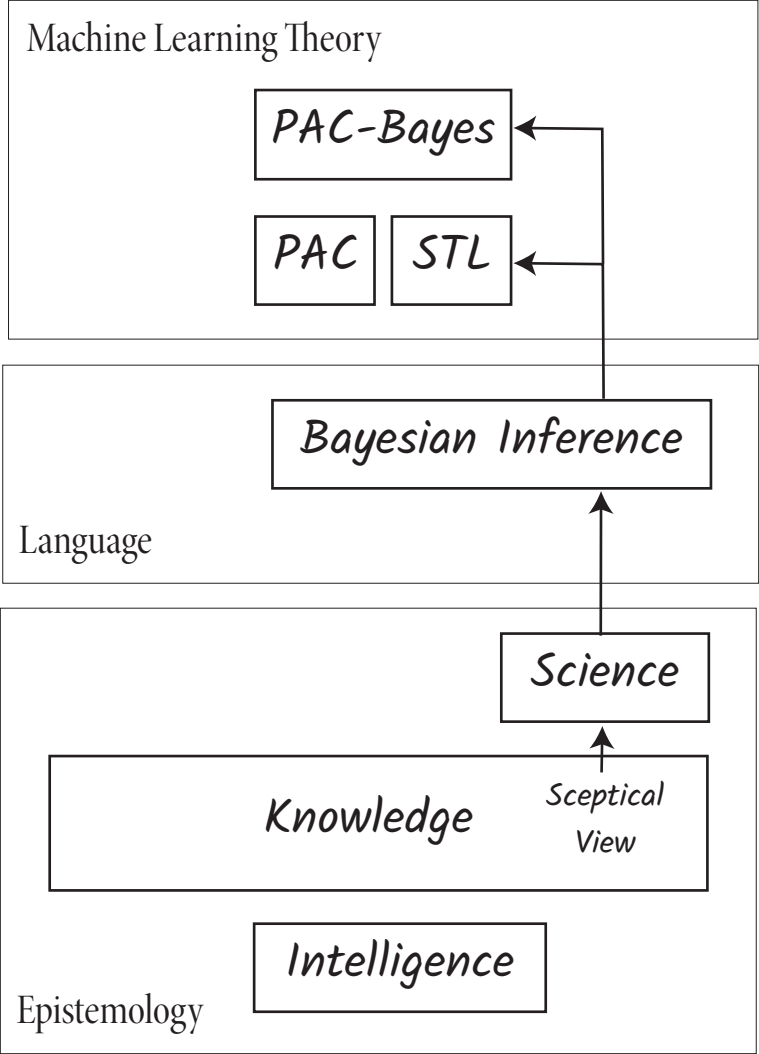 Machine Learning Theory
PAC-Bayes
PAC
STL
Bayesian Inference
Language
Science
Knowledge
Sceptical
View
Intelligence
Epistemology